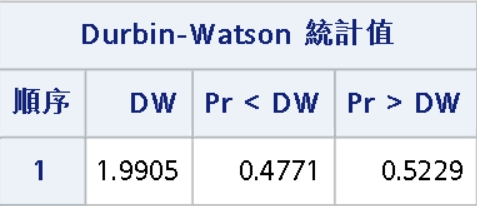 Durbin-Watson 統計值
順序 DW Pr < DW Pr > DW
1 1.9905 0.4771 0.5229